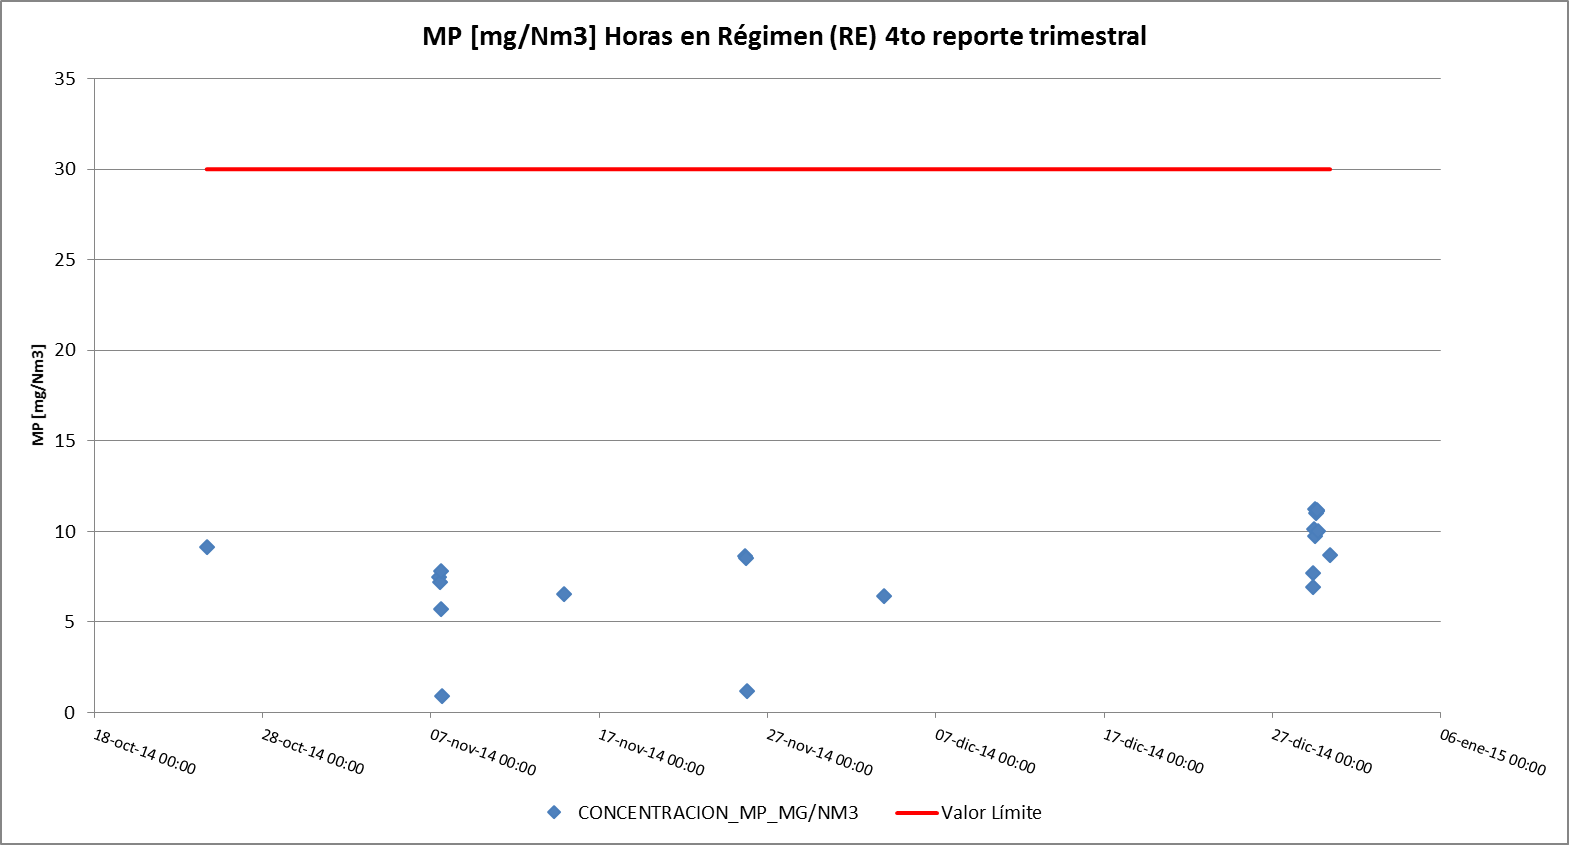 MP [mg/Nm3] Horas en Régimen (RE) 4to reporte trimestral
35
30
25
20
15
10
5
0
MP [mg/Nm3]
18-oct-14 00:00
28-oct-14 00:00
07-nov-14 00:00
17-nov-14 00:00
27-nov-14 00:00
07-dic-14 00:00
17-dic-14 00:00
27-dic-14 00:00
06-ene-15 00:00
CONCENTRACION_MP_MG/NM3
Valor Límite